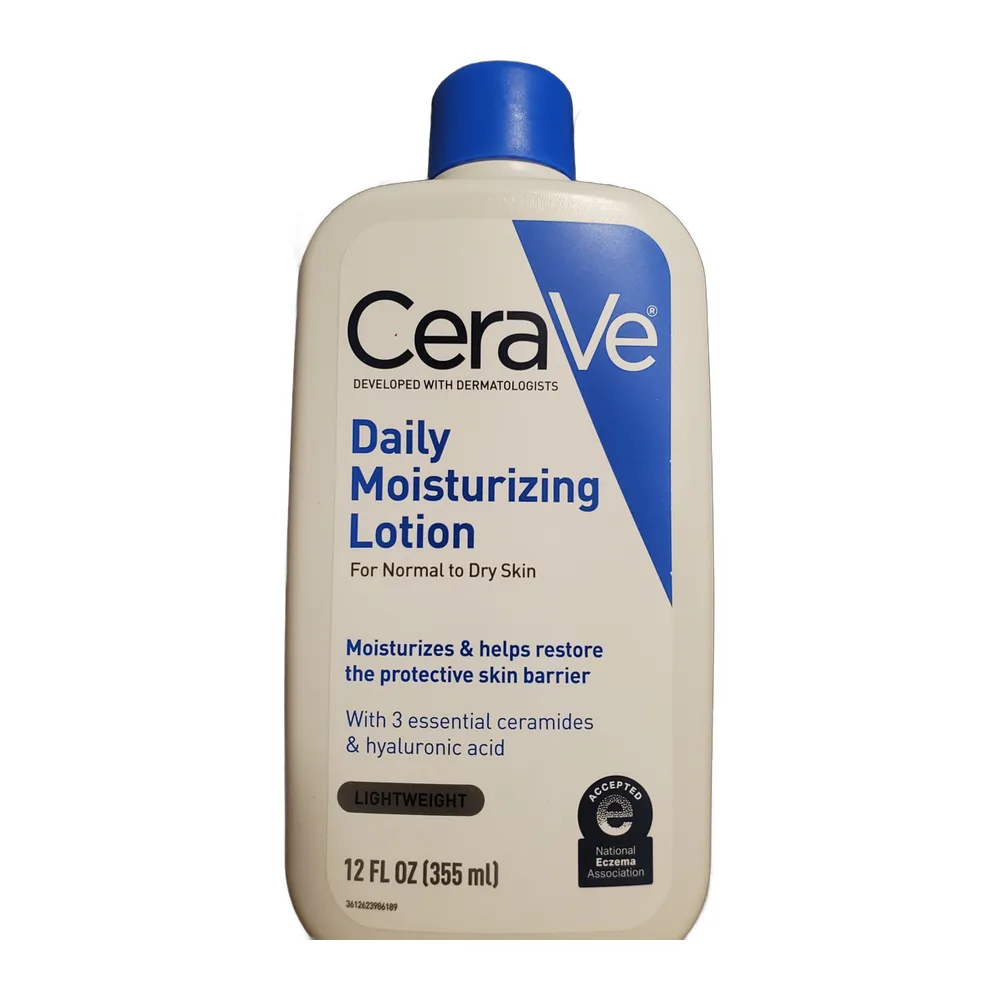 CeraVe®
DEVELOPED WITH DERMATOLOGISTS
Daily
Moisturizing
Lotion
For Normal to Dry Skin
Moisturizes & helps restore
the protective skin barrier
With 3 essential ceramides
& hyaluronic acid
LIGHTWEIGHT
12 FL OZ (355 ml)
3612623986189
ACCEPTED
e
National
Eczema
Association